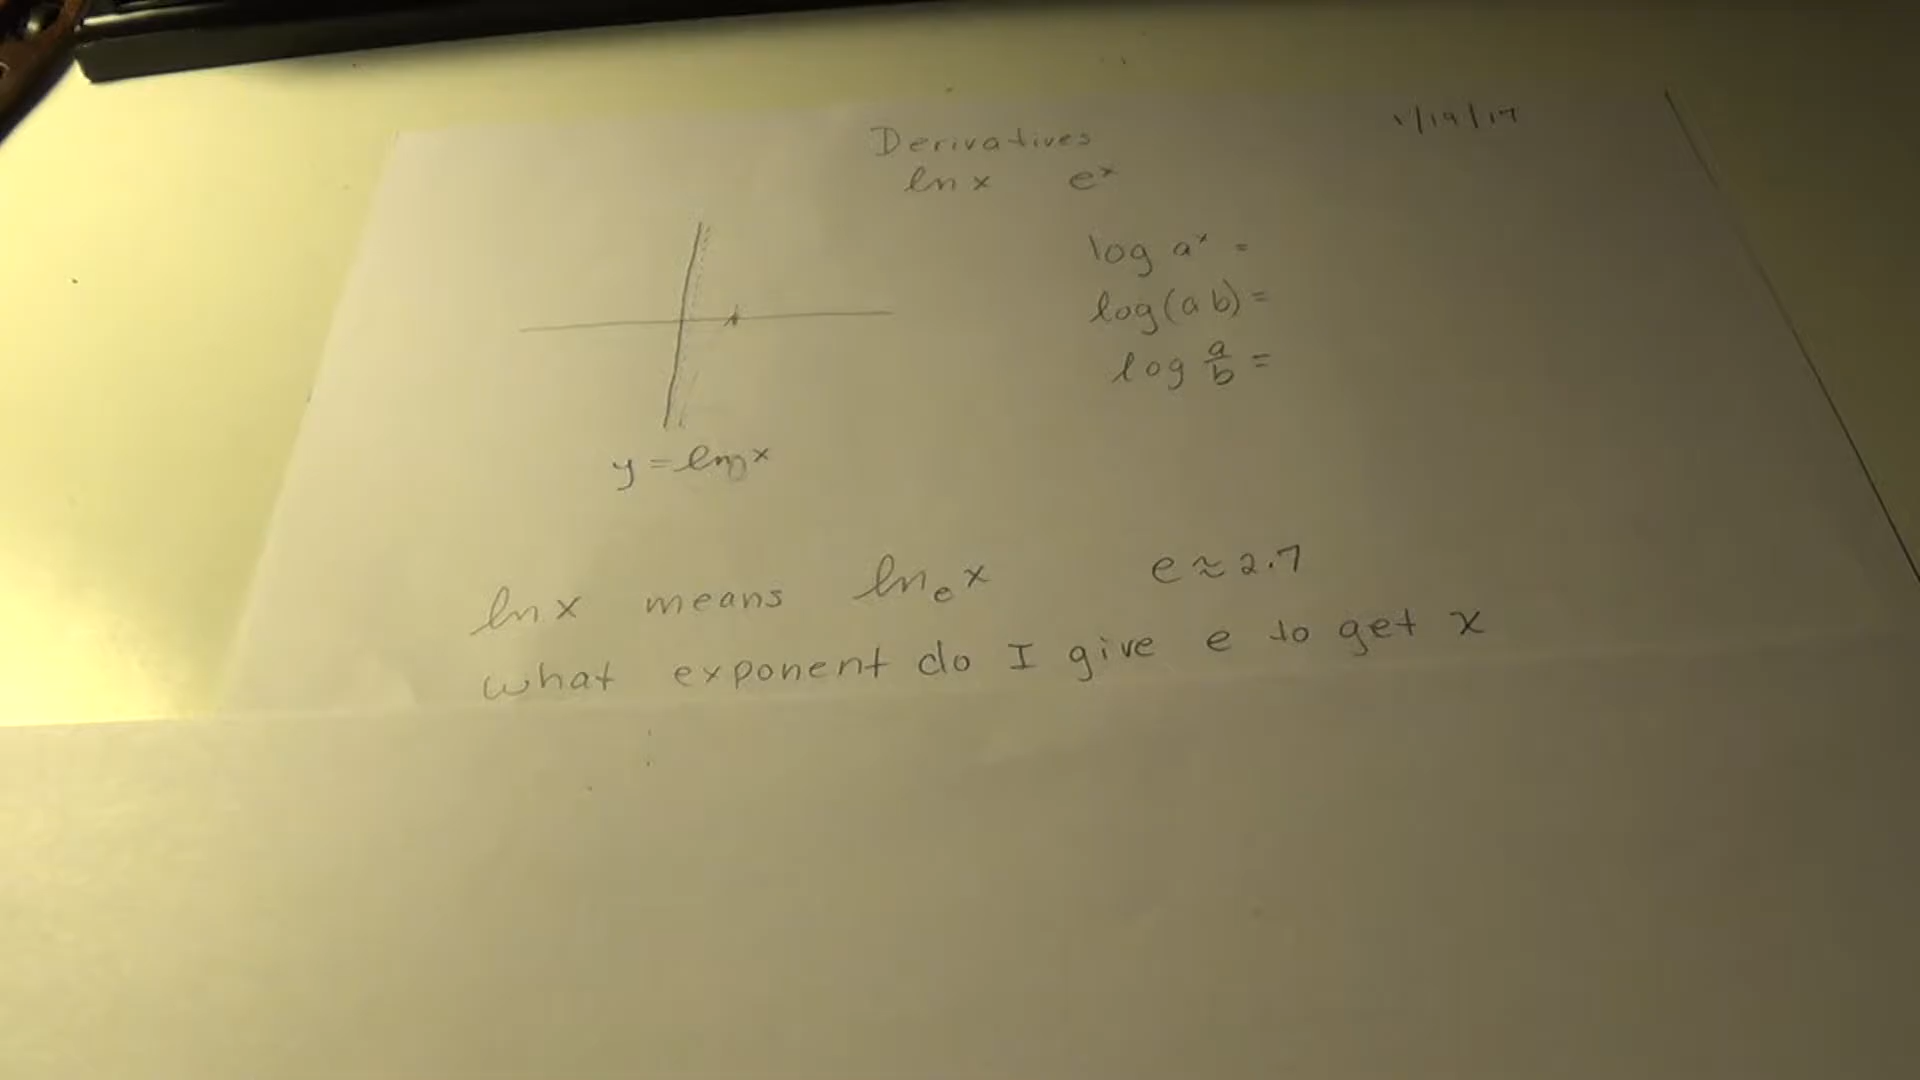 Derivatives
1/19/17
ln x e^x
log a^x =
log(ab) =
log a/b =
y = ln x
ln x means ln_e x e ≈ 2.7
what exponent do I give e to get x